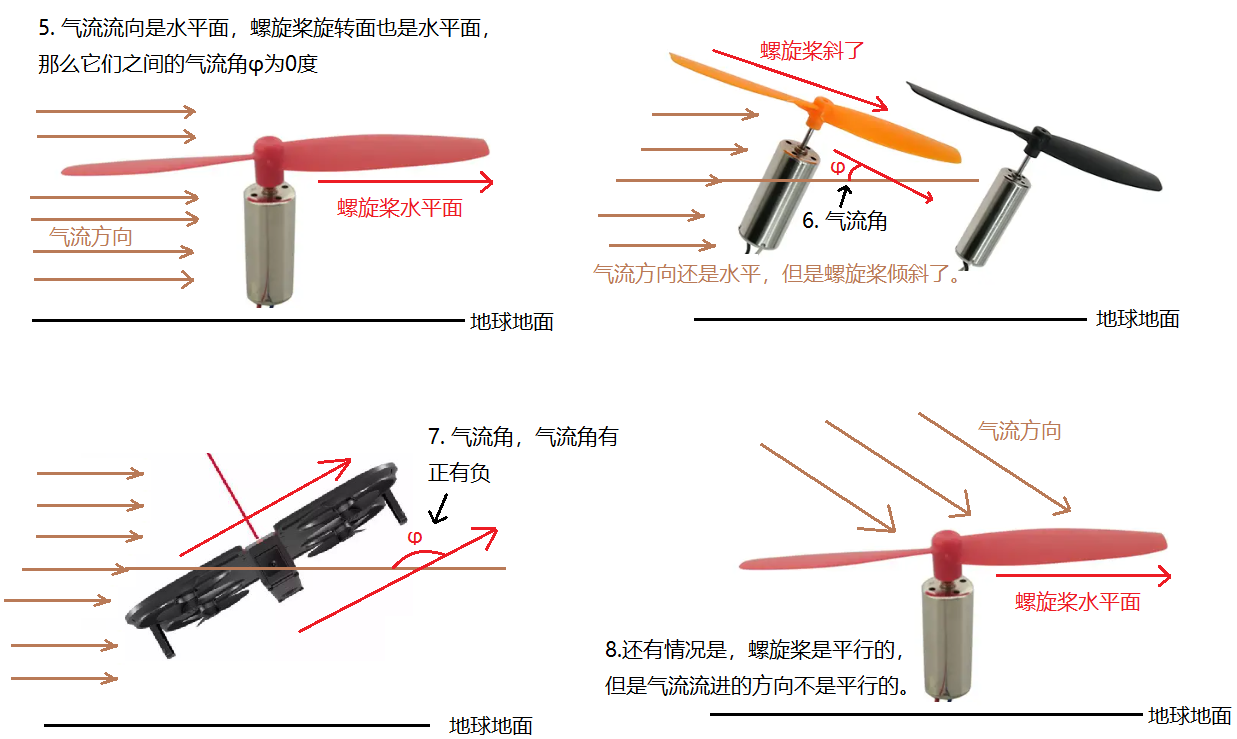 5. 气流流向是水平面，螺旋桨旋转面也是水平面，
那么它们之间的气流角φ为0度
气流方向
螺旋桨水平面
地球地面
螺旋桨斜了
φ
6. 气流角
气流方向还是水平，但是螺旋桨倾斜了。
地球地面
7. 气流角，气流角有
正有负
φ
地球地面
气流方向
螺旋桨水平面
8.还有情况是，螺旋桨是平行的，
但是气流流进的方向不是平行的。
地球地面